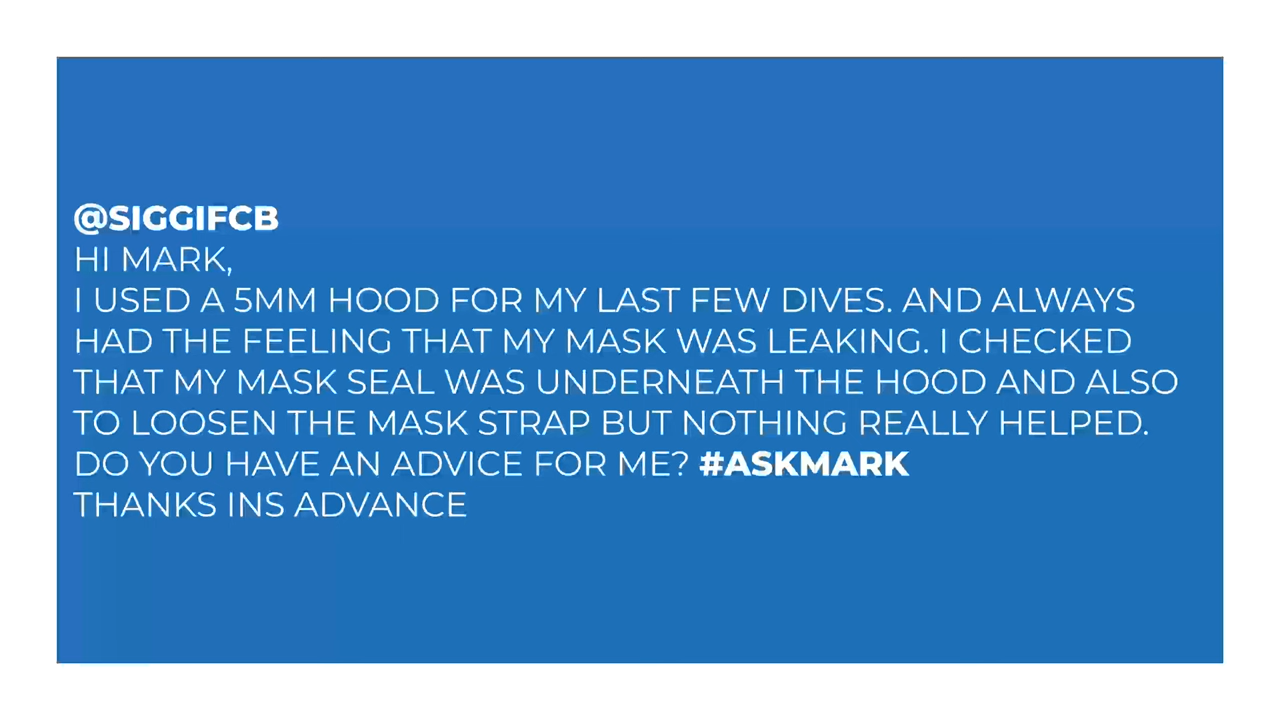 @SIGGIFCB
HI MARK,
I USED A 5MM HOOD FOR MY LAST FEW DIVES. AND ALWAYS
HAD THE FEELING THAT MY MASK WAS LEAKING. I CHECKED
THAT MY MASK SEAL WAS UNDERNEATH THE HOOD AND ALSO
TO LOOSEN THE MASK STRAP BUT NOTHING REALLY HELPED.
DO YOU HAVE AN ADVICE FOR ME? #ASKMARK
THANKS INS ADVANCE